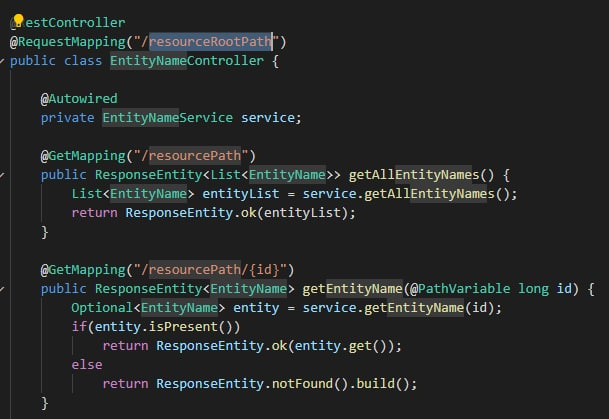 @RestController
@RequestMapping("/resourceRootPath")
public class EntityNameController {
@Autowired
private EntityNameService service;
@GetMapping("/resourcePath")
public ResponseEntity<List<EntityName>> getAllEntityNames() {
List<EntityName> entityList = service.getAllEntityNames();
return ResponseEntity.ok(entityList);
}
@GetMapping("/resourcePath/{id}")
public ResponseEntity<EntityName> getEntityName(@PathVariable long id) {
Optional<EntityName> entity = service.getEntityName(id);
if(entity.isPresent())
return ResponseEntity.ok(entity.get());
else
return ResponseEntity.notFound().build();
}